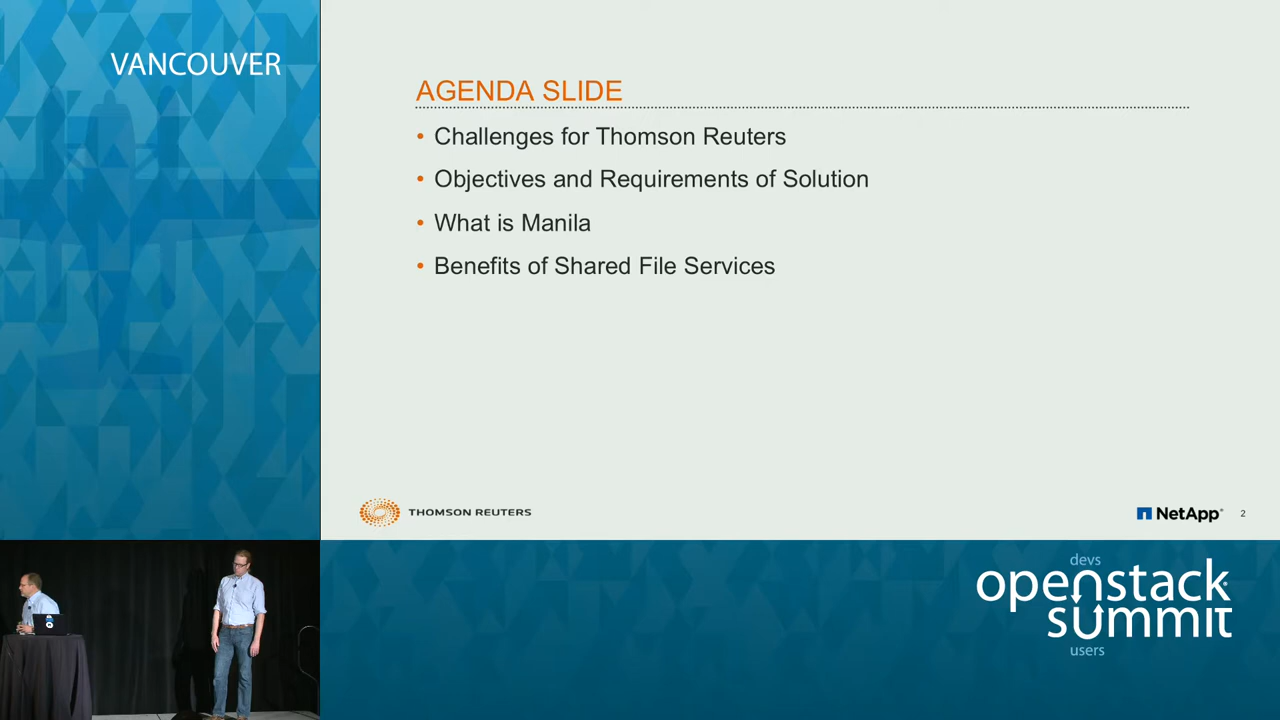 VANCOUVER
AGENDA SLIDE
• Challenges for Thomson Reuters
• Objectives and Requirements of Solution
• What is Manila
• Benefits of Shared File Services
THOMSON REUTERS
NetApp®
2
devs
openstack®
summit
users